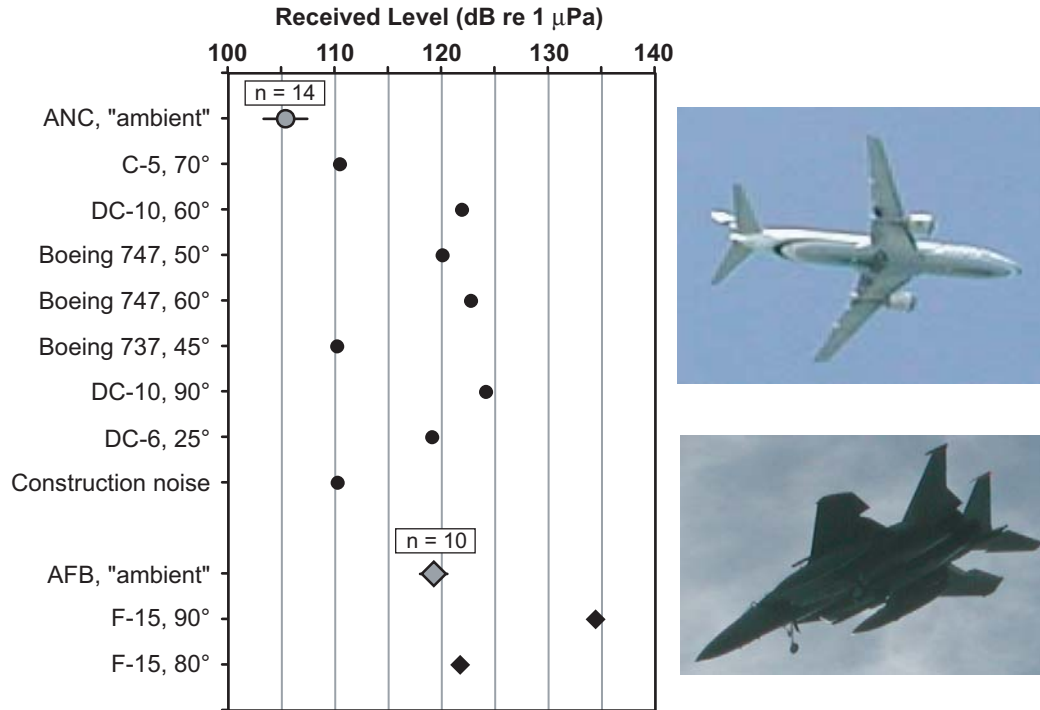 Received Level (dB re 1 μPa)
100 110 120 130 140
n = 14
ANC, "ambient"
C-5, 70°
DC-10, 60°
Boeing 747, 50°
Boeing 747, 60°
Boeing 737, 45°
DC-10, 90°
DC-6, 25°
Construction noise
n = 10
AFB, "ambient"
F-15, 90°
F-15, 80°